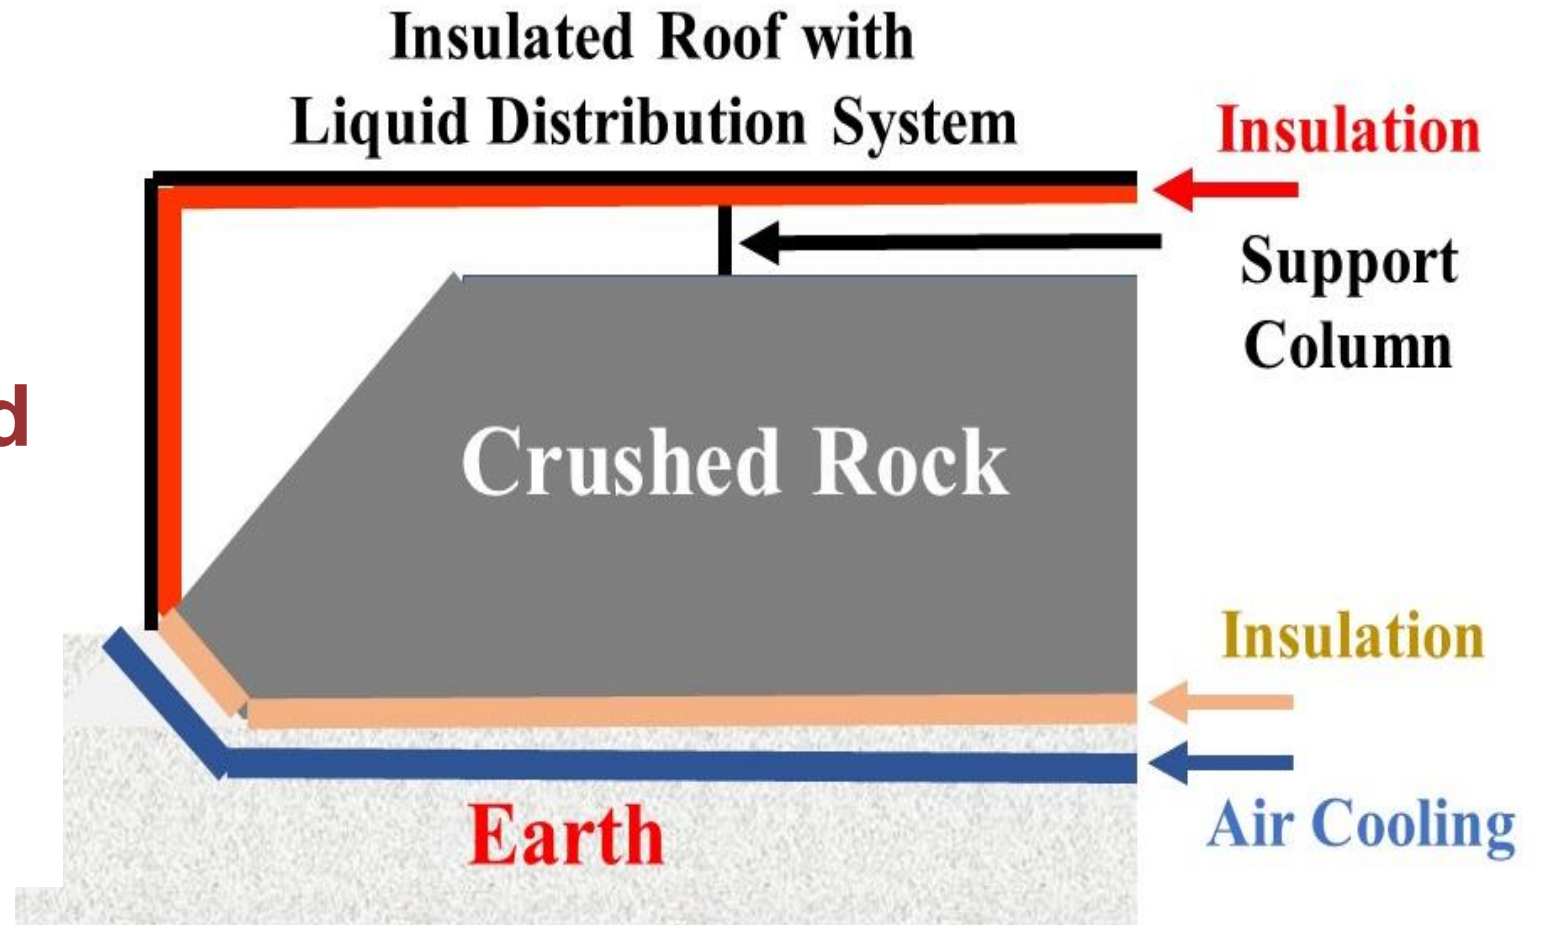 Insulated Roof with
Liquid Distribution System
Insulation
Support
Column
d
Crushed Rock
Insulation
Air Cooling
Earth